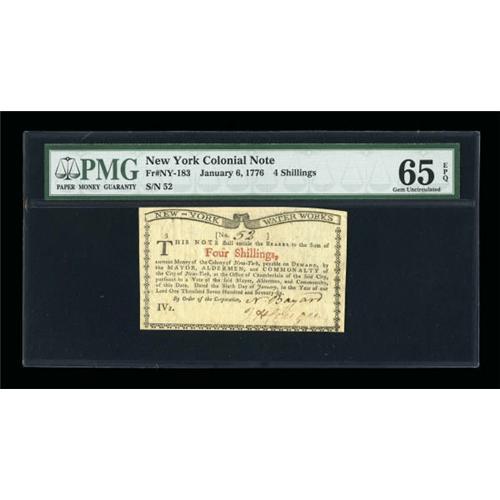 PMG
PAPER MONEY GUARANTY
New York Colonial Note
Fr#NY-183 January 6, 1776 4 Shillings
S/N 52
65 EPQ
Gem Uncirculated
NEW-YORK WATER WORKS
[No. 52 ]
THIS NOTE shall entitle the BEARER to the Sum of
Four Shillings,
current Money of the Colony of New-York, payable on DEMAND, by
the MAYOR, ALDERMEN, and COMMONALTY of
the City of New-York, at the Office of Chamberlain of the said City,
pursuant to a Vote of the said Mayor, Aldermen, and Commonalty,
of this Date. Dated the Sixth Day of January, in the Year of our
Lord One Thousand Seven Hundred and Seventy-six.
By Order of the Corporation,
N. Bayard
IVs.